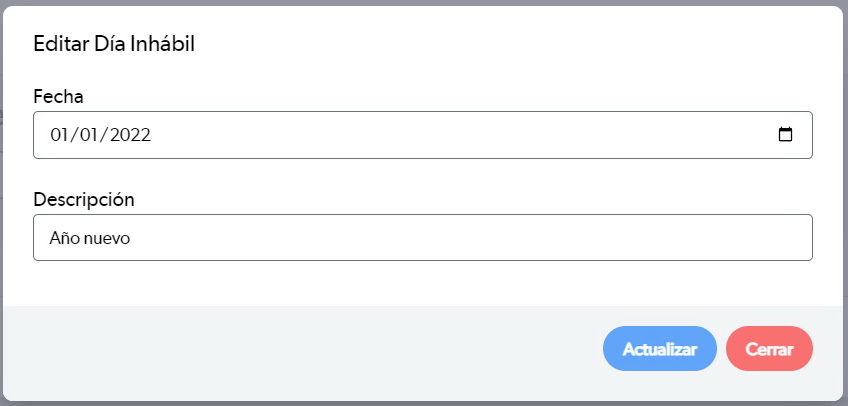 Editar Día Inhábil
Fecha
01/01/2022
Descripción
Año nuevo
Actualizar
Cerrar